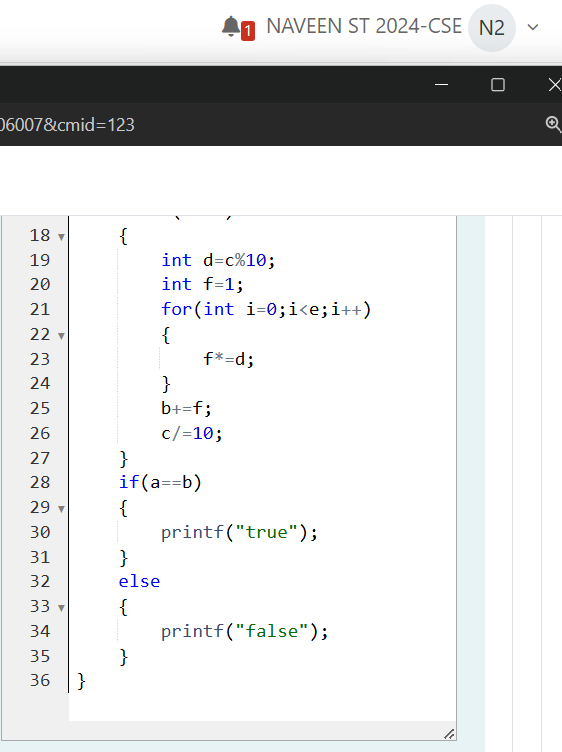 1 NAVEEN ST 2024-CSE N2
06007&cmid=123
18 {
19 int d=c%10;
20 int f=1;
21 for(int i=0;i<e;i++)
22 {
23 f*=d;
24 }
25 b+=f;
26 c/=10;
27 }
28 if(a==b)
29 {
30 printf("true");
31 }
32 else
33 {
34 printf("false");
35 }
36 }